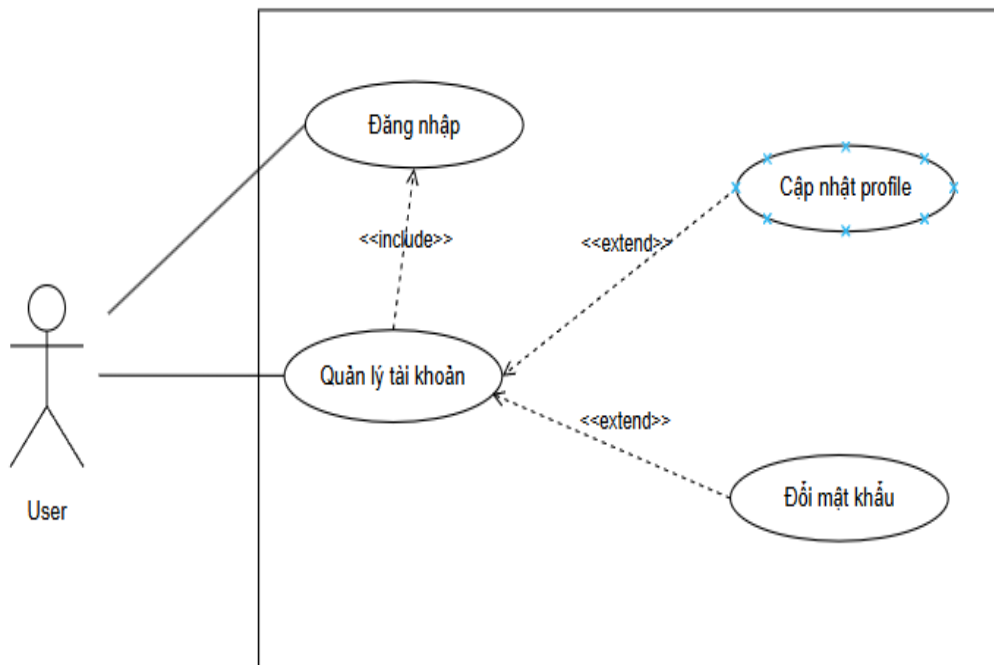 Đăng nhập
Cập nhật profile
<<include>>
<<extend>>
Quản lý tài khoản
<<extend>>
Đổi mật khẩu
User